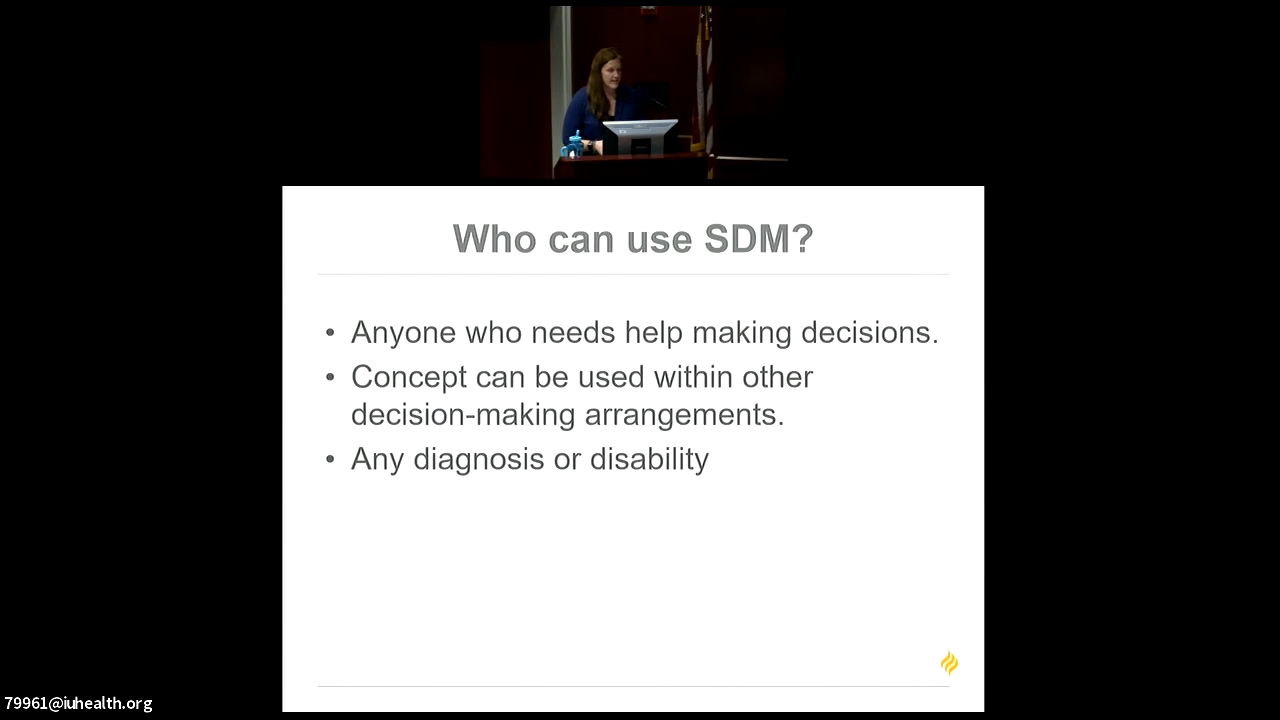 Who can use SDM?
• Anyone who needs help making decisions.
• Concept can be used within other
decision-making arrangements.
• Any diagnosis or disability
79961@iuhealth.org